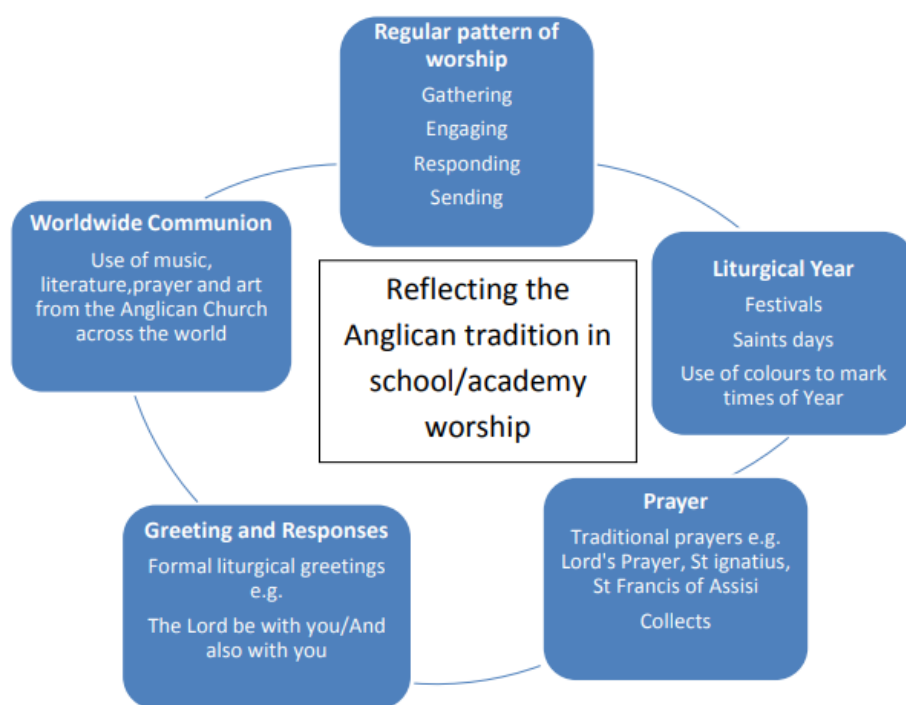 Regular pattern of
worship
Gathering
Engaging
Responding
Sending
Worldwide Communion
Use of music,
literature,prayer and art
from the Anglican Church
across the world
Reflecting the
Anglican tradition in
school/academy
worship
Liturgical Year
Festivals
Saints days
Use of colours to mark
times of Year
Prayer
Traditional prayers e.g.
Lord's Prayer, St ignatius,
St Francis of Assisi
Collects
Greeting and Responses
Formal liturgical greetings
e.g.
The Lord be with you/And
also with you